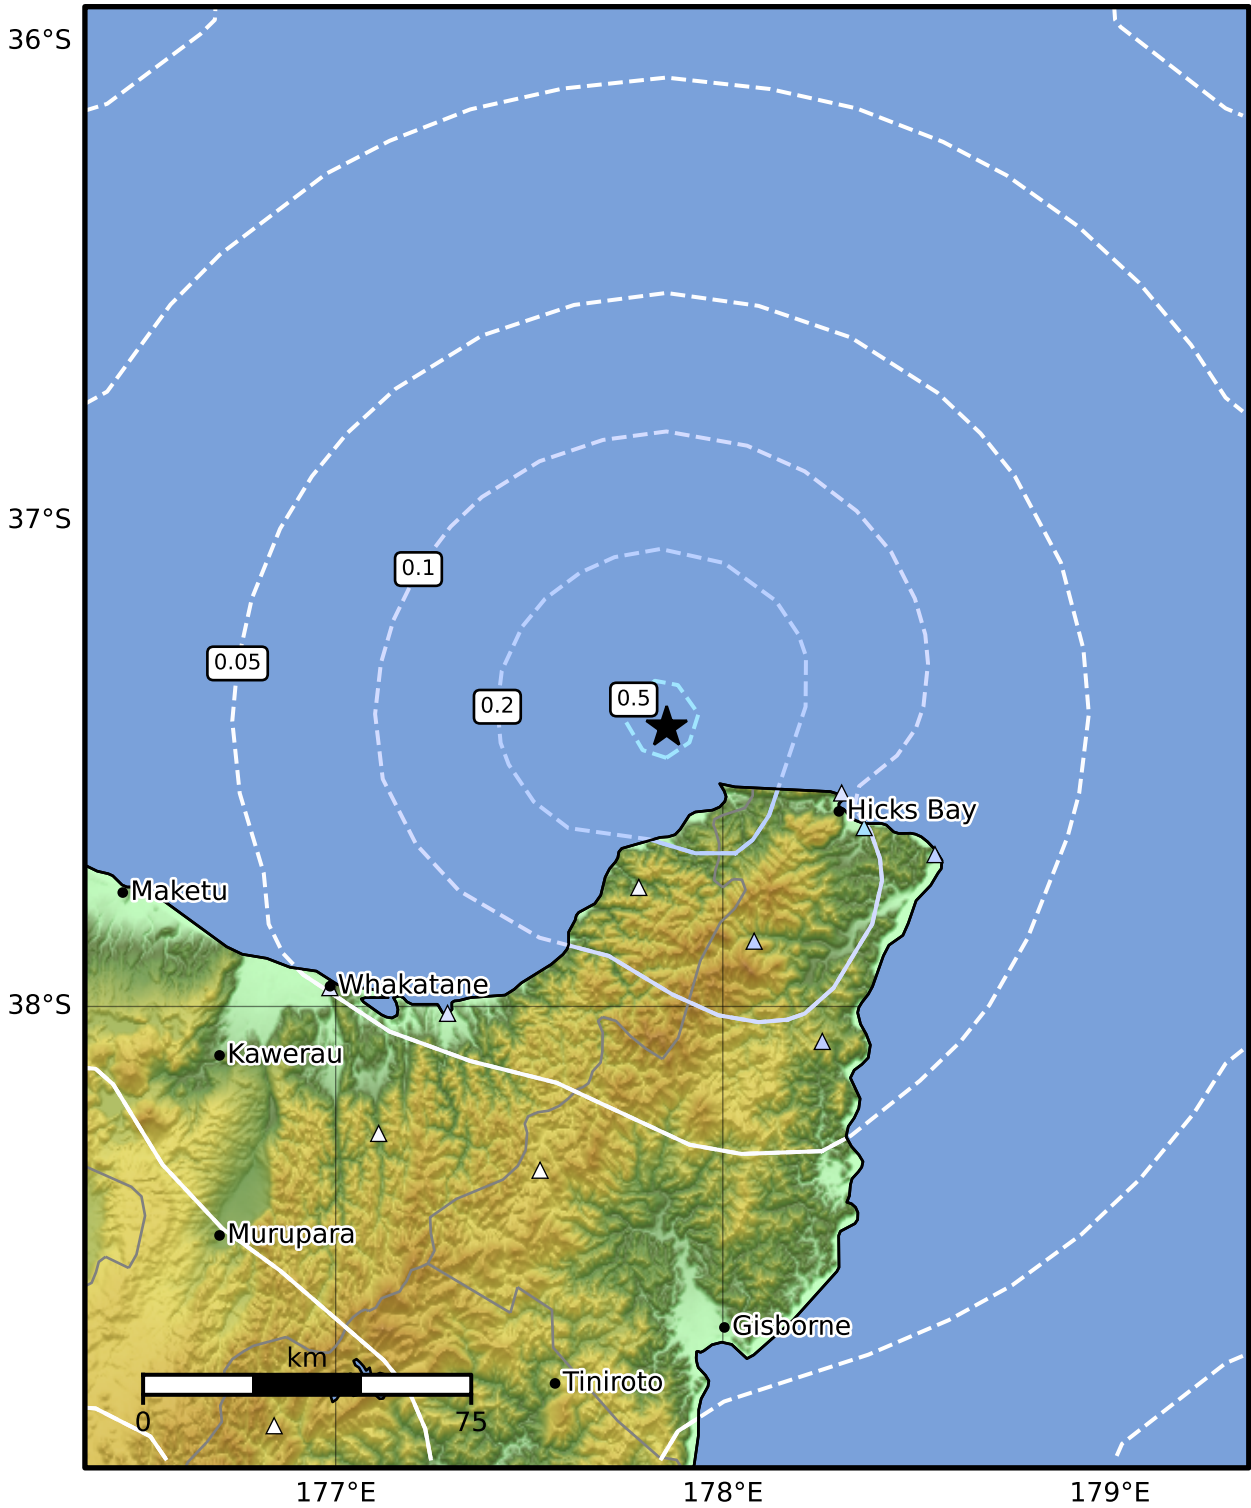 36°S
37°S
0.1
0.05
0.2
0.5
Hicks Bay
Maketu
Whakatane
38°S
Kawerau
Murupara
Gisborne
km
Tiniroto
0 75
177°E 178°E 179°E